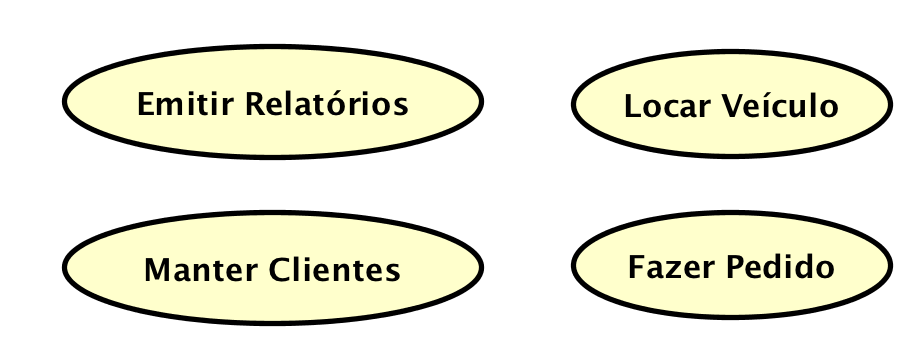 Emitir Relatórios
Locar Veículo
Manter Clientes
Fazer Pedido